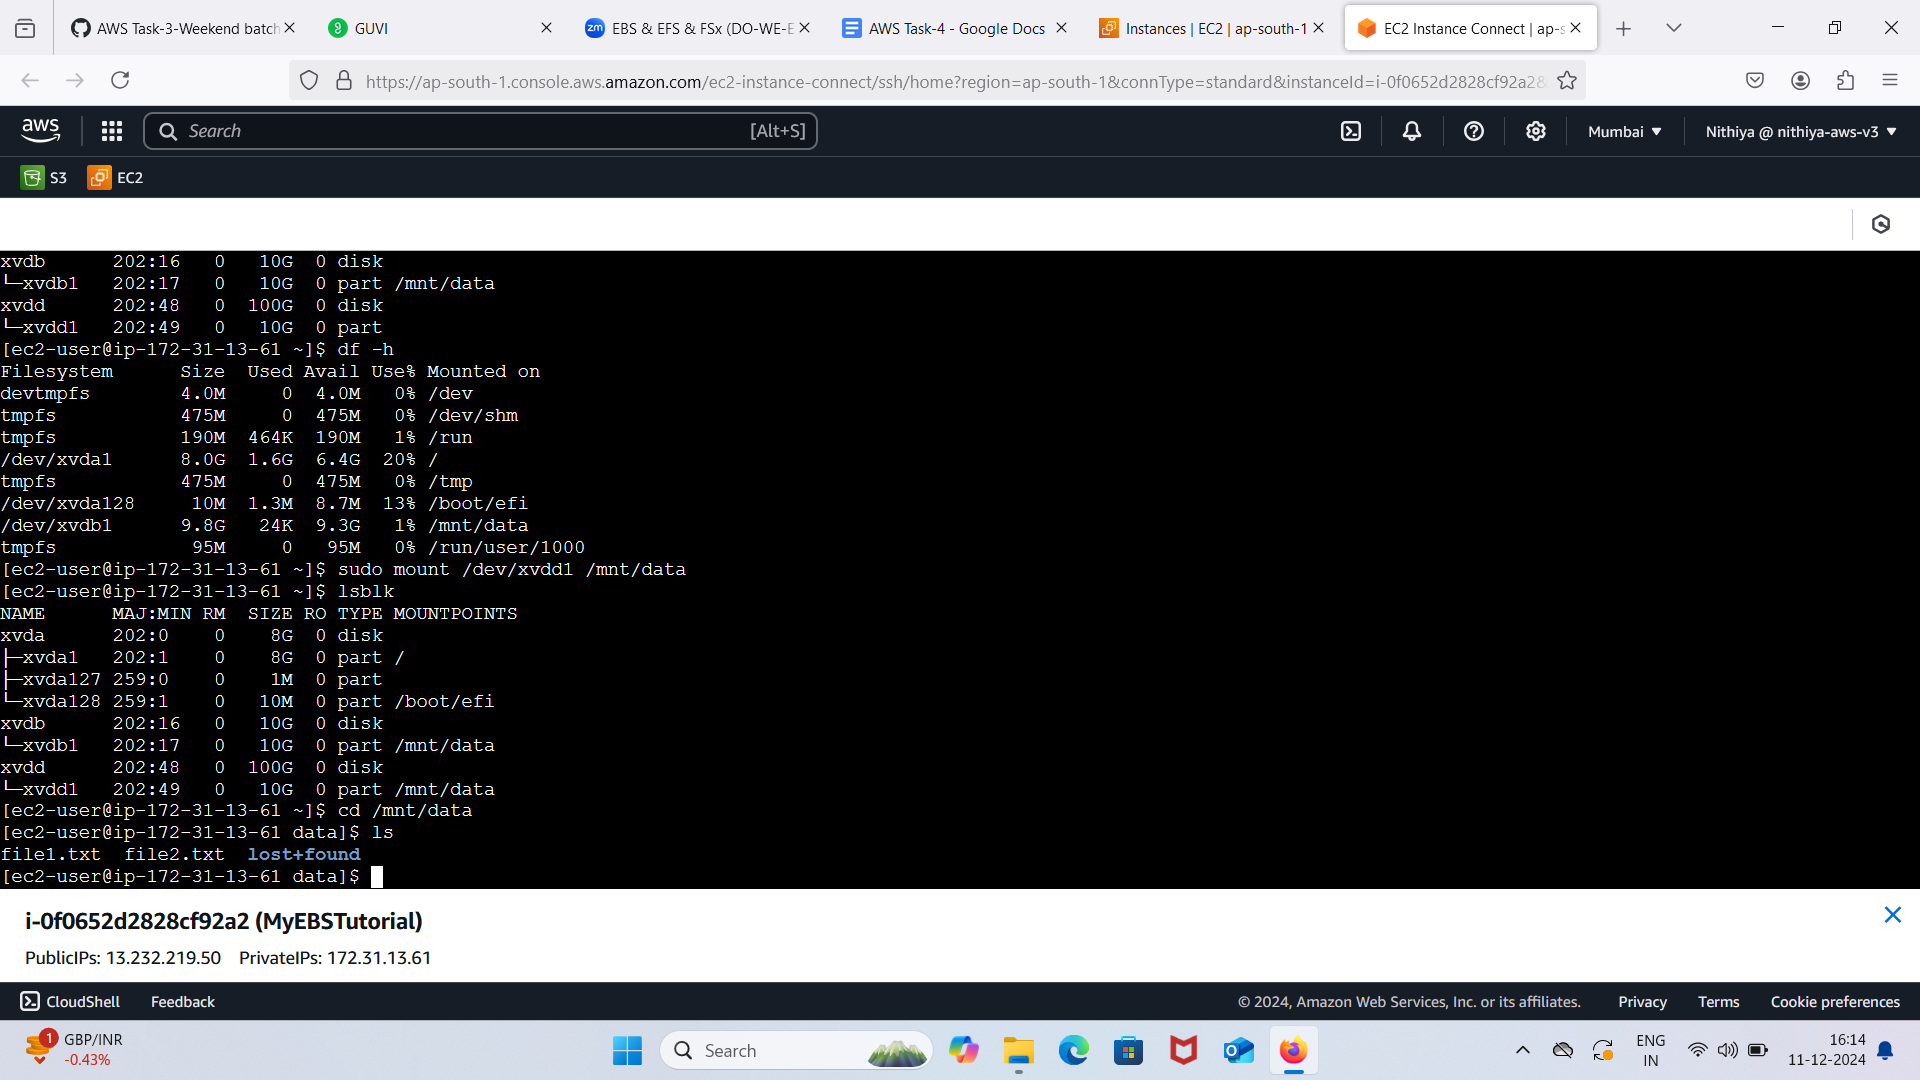 AWS Task-3-Weekend batch
GUVI
EBS & EFS & FSx (DO-WE-E
AWS Task-4 - Google Docs
Instances | EC2 | ap-south-1
EC2 Instance Connect | ap-s
https://ap-south-1.console.aws.amazon.com/ec2-instance-connect/ssh/home?region=ap-south-1&connType=standard&instanceId=i-0f0652d2828cf92a2&
aws
Search
[Alt+S]
Mumbai
Nithiya @ nithiya-aws-v3
S3
EC2
xvdb      202:16   0   10G  0 disk
└─xvdb1   202:17   0   10G  0 part /mnt/data
xvdd      202:48   0  100G  0 disk
└─xvdd1   202:49   0   10G  0 part
[ec2-user@ip-172-31-13-61 ~]$ df -h
Filesystem      Size  Used Avail Use% Mounted on
devtmpfs        4.0M     0  4.0M   0% /dev
tmpfs           475M     0  475M   0% /dev/shm
tmpfs           190M  464K  190M   1% /run
/dev/xvda1      8.0G  1.6G  6.4G  20% /
tmpfs           475M     0  475M   0% /tmp
/dev/xvda128     10M  1.3M  8.7M  13% /boot/efi
/dev/xvdb1      9.8G   24K  9.3G   1% /mnt/data
tmpfs            95M     0   95M   0% /run/user/1000
[ec2-user@ip-172-31-13-61 ~]$ sudo mount /dev/xvdd1 /mnt/data
[ec2-user@ip-172-31-13-61 ~]$ lsblk
NAME      MAJ:MIN RM  SIZE RO TYPE MOUNTPOINTS
xvda      202:0    0    8G  0 disk
├─xvda1   202:1    0    8G  0 part /
├─xvda127 259:0    0    1M  0 part
└─xvda128 259:1    0   10M  0 part /boot/efi
xvdb      202:16   0   10G  0 disk
└─xvdb1   202:17   0   10G  0 part /mnt/data
xvdd      202:48   0  100G  0 disk
└─xvdd1   202:49   0   10G  0 part /mnt/data
[ec2-user@ip-172-31-13-61 ~]$ cd /mnt/data
[ec2-user@ip-172-31-13-61 data]$ ls
file1.txt  file2.txt  lost+found
[ec2-user@ip-172-31-13-61 data]$
i-0f0652d2828cf92a2 (MyEBSTutorial)
PublicIPs: 13.232.219.50 PrivateIPs: 172.31.13.61
CloudShell
Feedback
© 2024, Amazon Web Services, Inc. or its affiliates.
Privacy
Terms
Cookie preferences
1
GBP/INR
-0.43%
Search
ENG
IN
16:14
11-12-2024